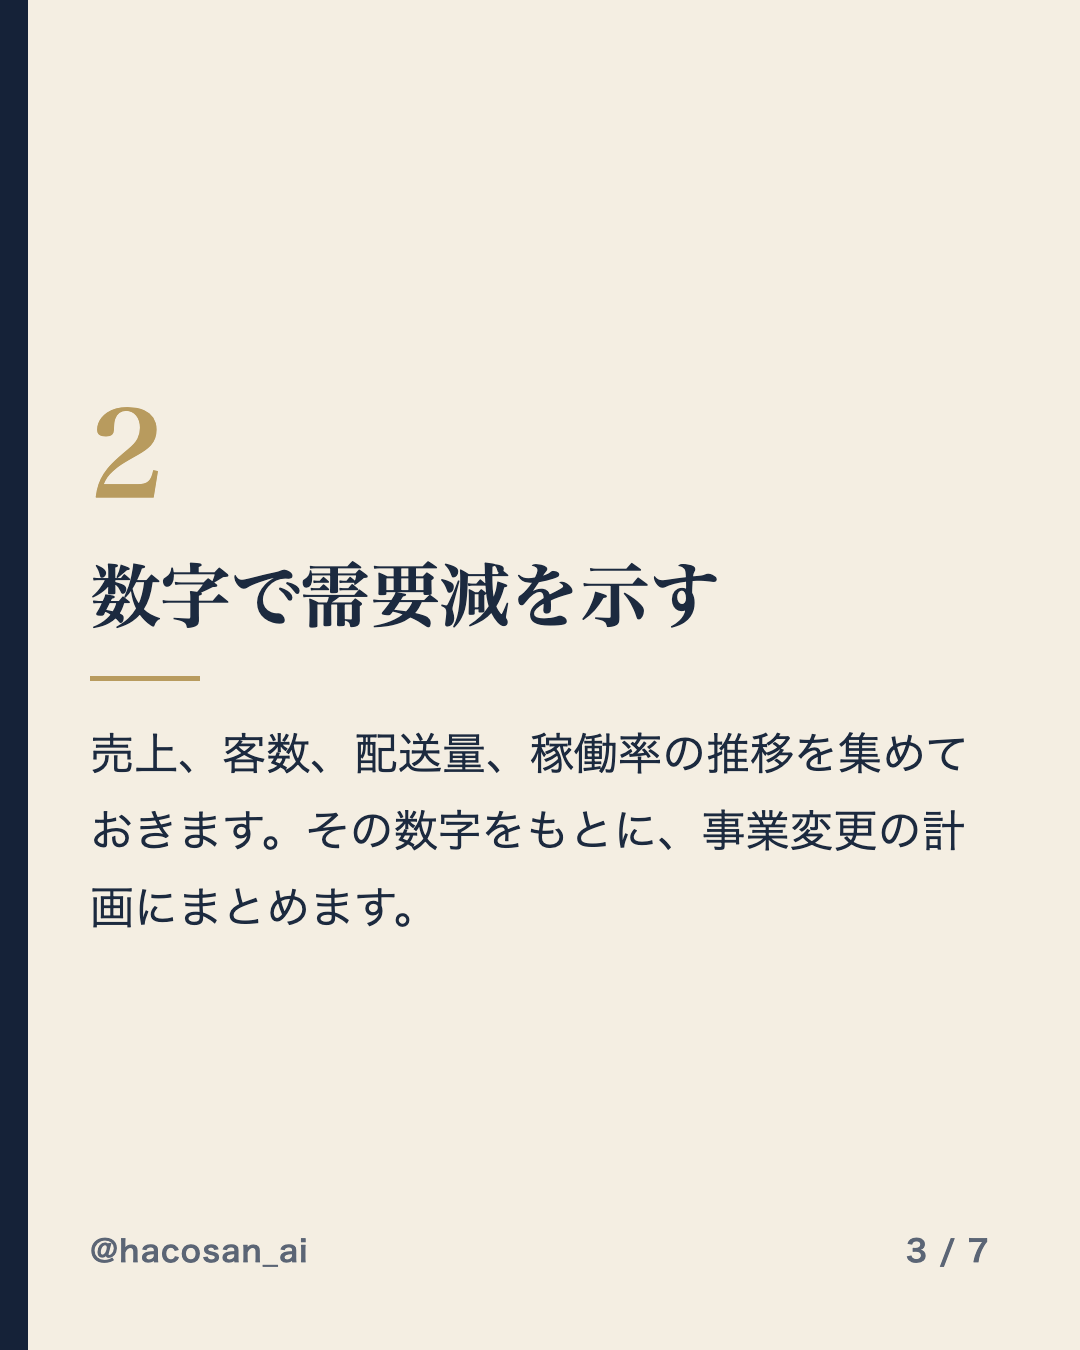 2
数字で需要減を示す
売上、客数、配送量、稼働率の推移を集めて
おきます。その数字をもとに、事業変更の計
画にまとめます。
@hacosan_ai
3 / 7